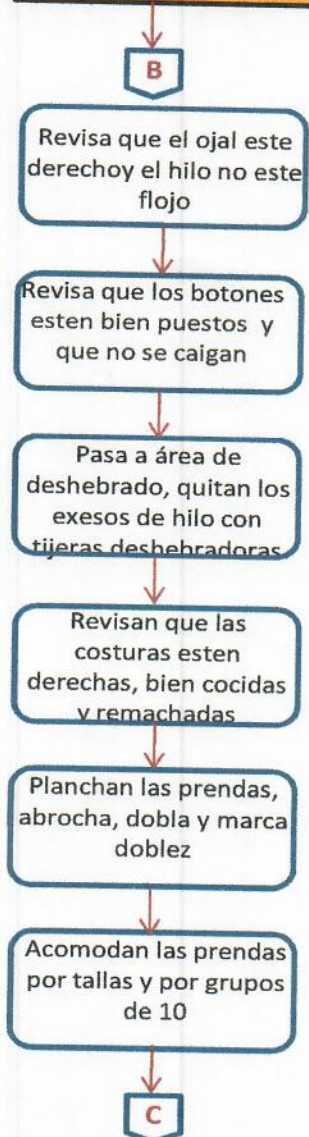 B
Revisa que el ojal este
derechoy el hilo no este
flojo
Revisa que los botones
esten bien puestos y
que no se caigan
Pasa a área de
deshebrado, quitan los
exesos de hilo con
tijeras deshebradoras
Revisan que las
costuras esten
derechas, bien cocidas
y remachadas
Planchan las prendas,
abrocha, dobla y marca
doblez
Acomodan las prendas
por tallas y por grupos
de 10
C